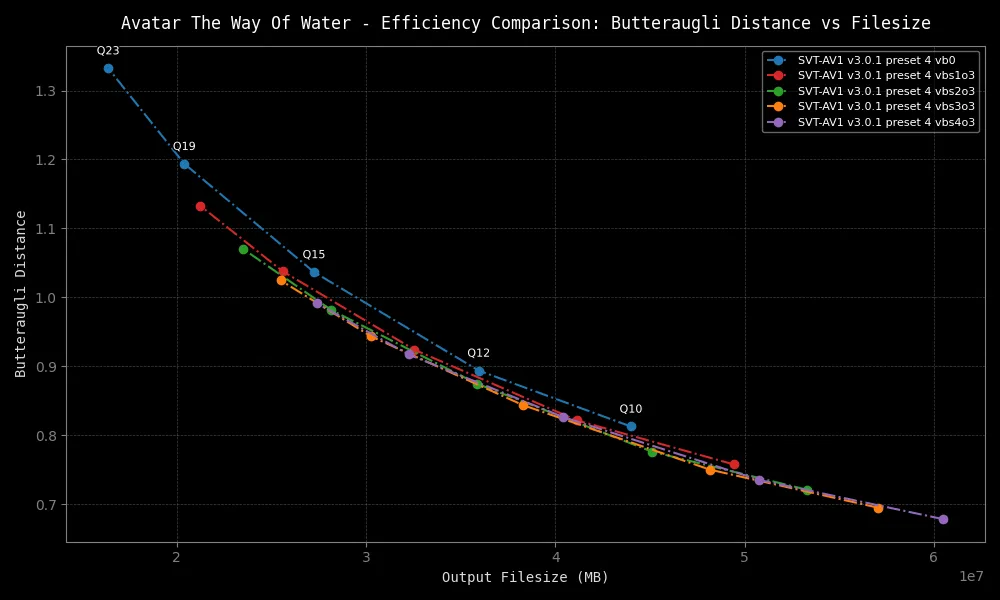 Avatar The Way Of Water - Efficiency Comparison: Butteraugli Distance vs Filesize
Q23
Q19
Q15
Q12
Q10
SVT-AV1 v3.0.1 preset 4 vb0
SVT-AV1 v3.0.1 preset 4 vbs1o3
SVT-AV1 v3.0.1 preset 4 vbs2o3
SVT-AV1 v3.0.1 preset 4 vbs3o3
SVT-AV1 v3.0.1 preset 4 vbs4o3
Butteraugli Distance
1.3
1.2
1.1
1.0
0.9
0.8
0.7
2 3 4 5 6
1e7
Output Filesize (MB)